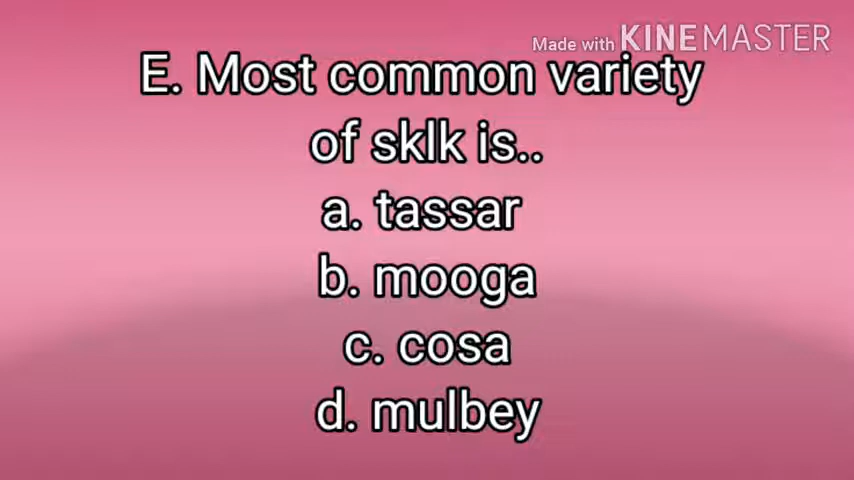 Made with KINEMASTER
E. Most common variety
of sklk is..
a. tassar
b. mooga
c. cosa
d. mulbey